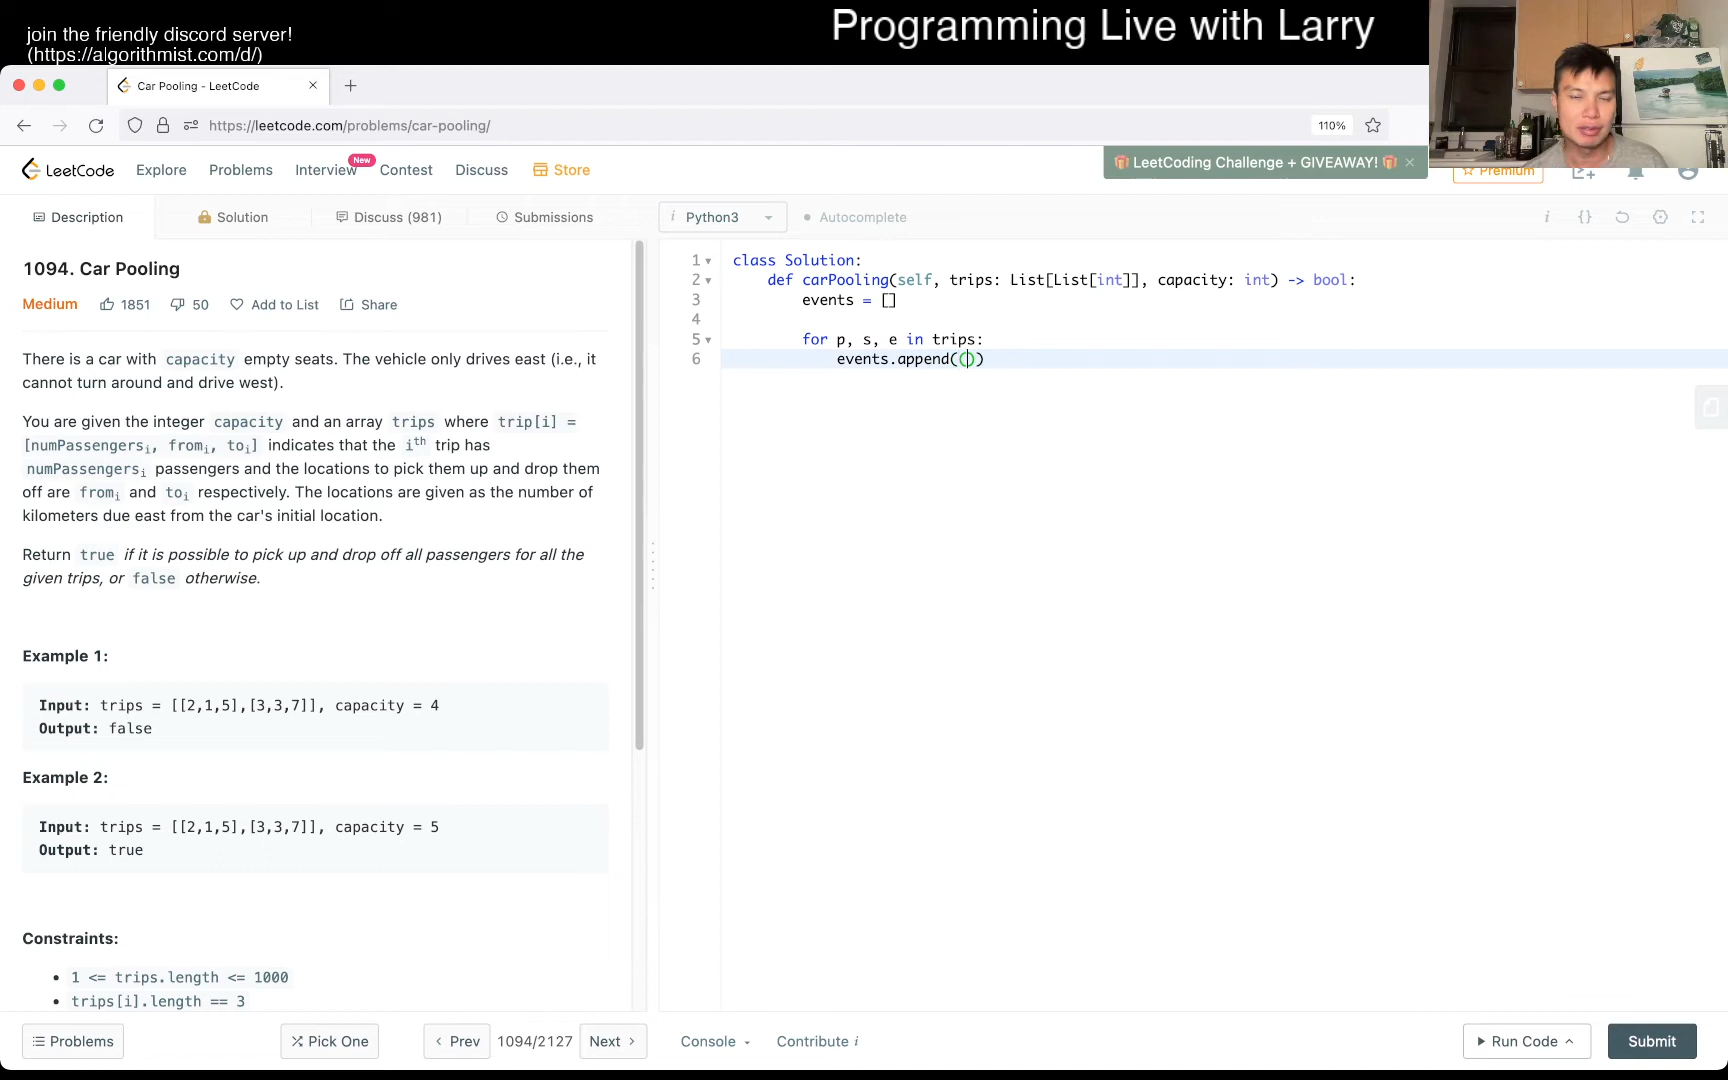 join the friendly discord server!
(https://algorithmist.com/d/)
Programming Live with Larry
Car Pooling - LeetCode
https://leetcode.com/problems/car-pooling/
110%
LeetCode
Explore
Problems
Interview
New
Contest
Discuss
Store
LeetCoding Challenge + GIVEAWAY!
Premium
Description
Solution
Discuss (981)
Submissions
i Python3
Autocomplete
1094. Car Pooling
Medium
1851
50
Add to List
Share
There is a car with capacity empty seats. The vehicle only drives east (i.e., it
cannot turn around and drive west).
You are given the integer capacity and an array trips where trip[i] =
[numPassengersi, fromi, toi] indicates that the ith trip has
numPassengersi passengers and the locations to pick them up and drop them
off are fromi and toi respectively. The locations are given as the number of
kilometers due east from the car's initial location.
Return true if it is possible to pick up and drop off all passengers for all the
given trips, or false otherwise.
Example 1:
Input: trips = [[2,1,5],[3,3,7]], capacity = 4
Output: false
Example 2:
Input: trips = [[2,1,5],[3,3,7]], capacity = 5
Output: true
Constraints:
1 <= trips.length <= 1000
trips[i].length == 3
1 class Solution:
2 def carPooling(self, trips: List[List[int]], capacity: int) -> bool:
3 events = []
4
5 for p, s, e in trips:
6 events.append(())
Problems
Pick One
Prev
1094/2127
Next
Console
Contribute i
Run Code
Submit